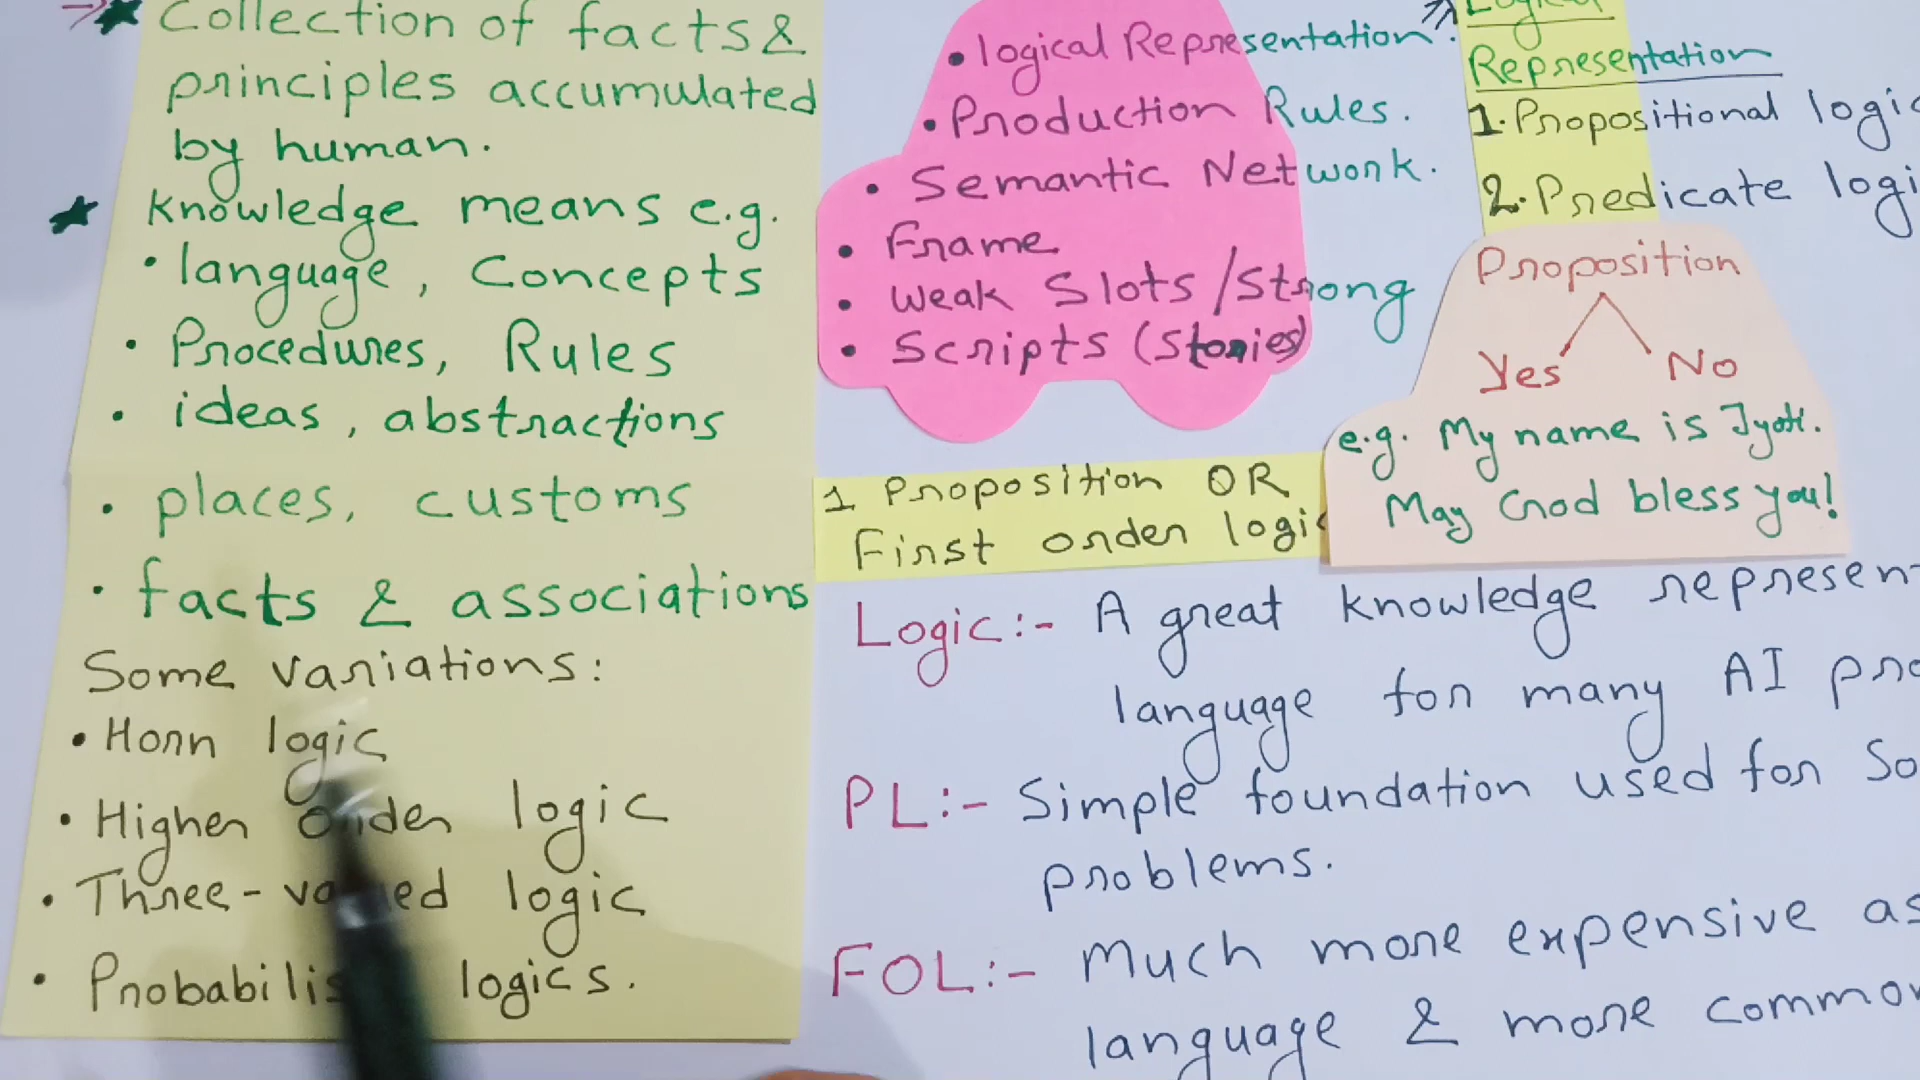 Collection of facts &
principles accumulated
by human.
Knowledge means e.g.
• language, Concepts
• Procedures, Rules
• ideas, abstractions
• places, customs
• facts & associations
Some variations:
• Horn logic
• Higher order logic
• Three-valued logic
• logics.
• logical Representation.
• Production Rules.
• Semantic Network.
• Frame
• Weak Slots / Strong
• Scripts (Stories)
Logical
Representation
1. Propositional logic
2. Predicate logi
Proposition
Yes No
e.g. My name is Jyoti.
May God bless you!
1 Proposition OR
First order logic
Logic:- A great knowledge represent
language for many AI pro
PL:- Simple foundation used for So
problems.
FOL:- Much more expensive as
language & more common